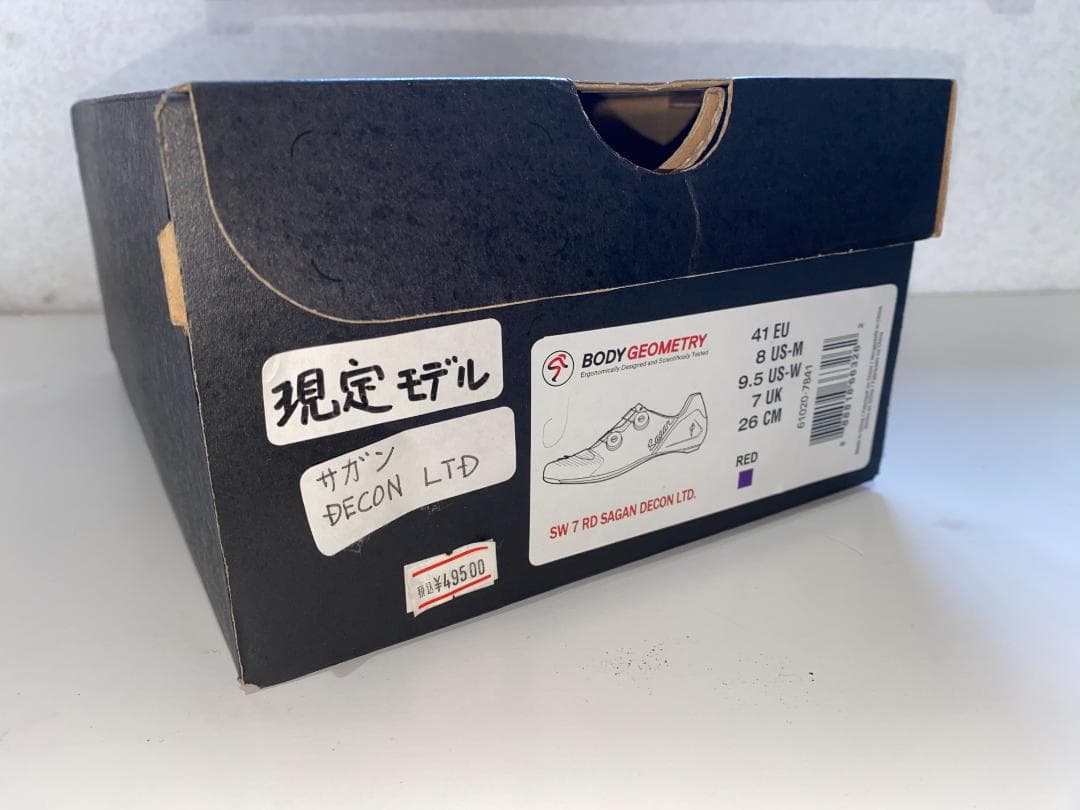 現定モデル
サガン
DECON LTD
税込¥49500
BODY GEOMETRY
Ergonomically Designed and Scientifically Tested
Sagan
SW 7 RD SAGAN DECON LTD.
41 EU
8 US-M
9.5 US-W
7 UK
26 CM
RED
61020-7841